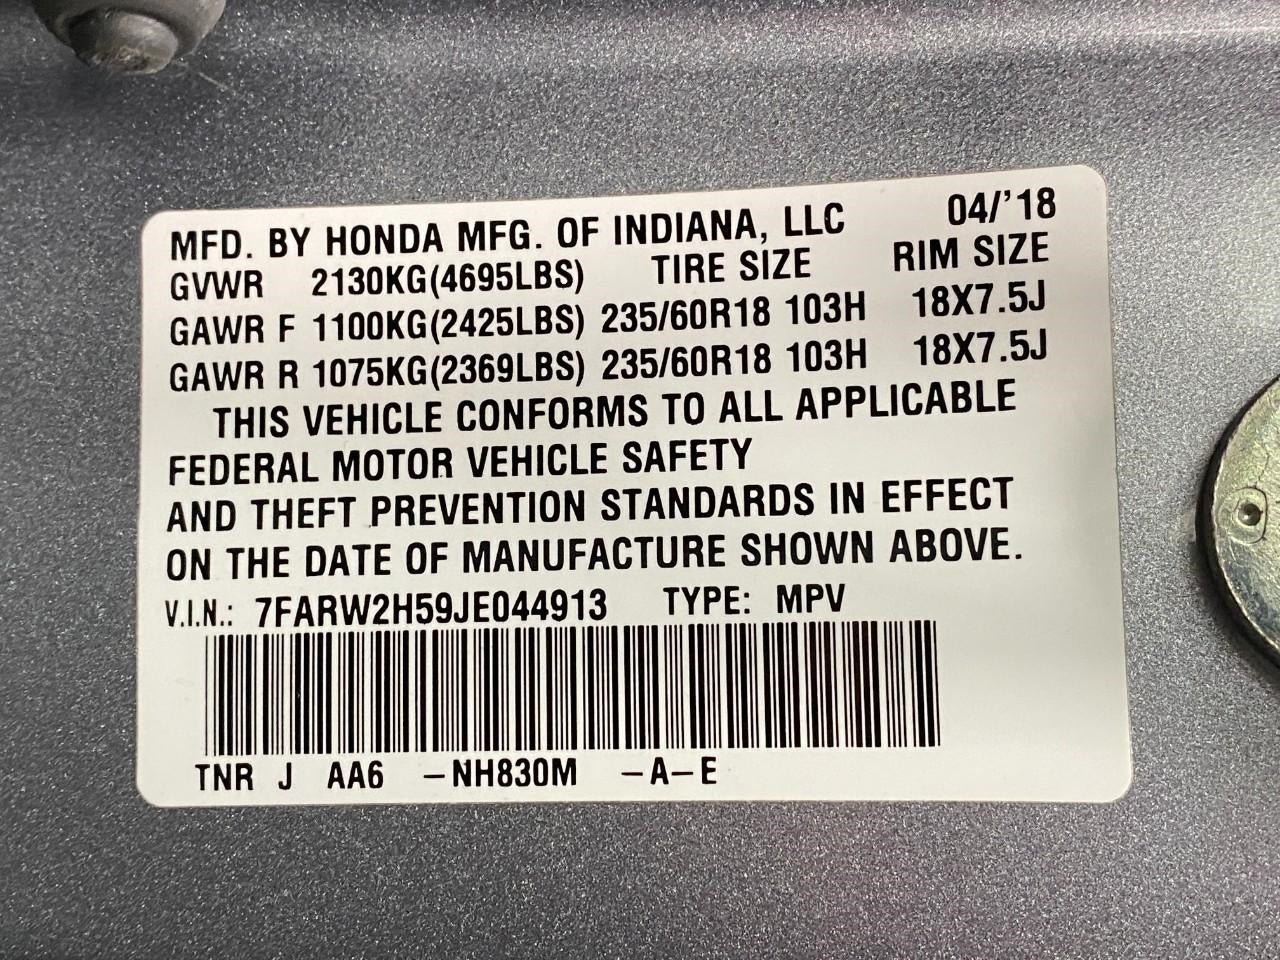 MFD. BY HONDA MFG. OF INDIANA, LLC 04/'18
GVWR 2130KG(4695LBS) TIRE SIZE RIM SIZE
GAWR F 1100KG(2425LBS) 235/60R18 103H 18X7.5J
GAWR R 1075KG(2369LBS) 235/60R18 103H 18X7.5J
THIS VEHICLE CONFORMS TO ALL APPLICABLE
FEDERAL MOTOR VEHICLE SAFETY
AND THEFT PREVENTION STANDARDS IN EFFECT
ON THE DATE OF MANUFACTURE SHOWN ABOVE.
V.I.N.: 7FARW2H59JE044913 TYPE: MPV
TNR J AA6 –NH830M –A–E